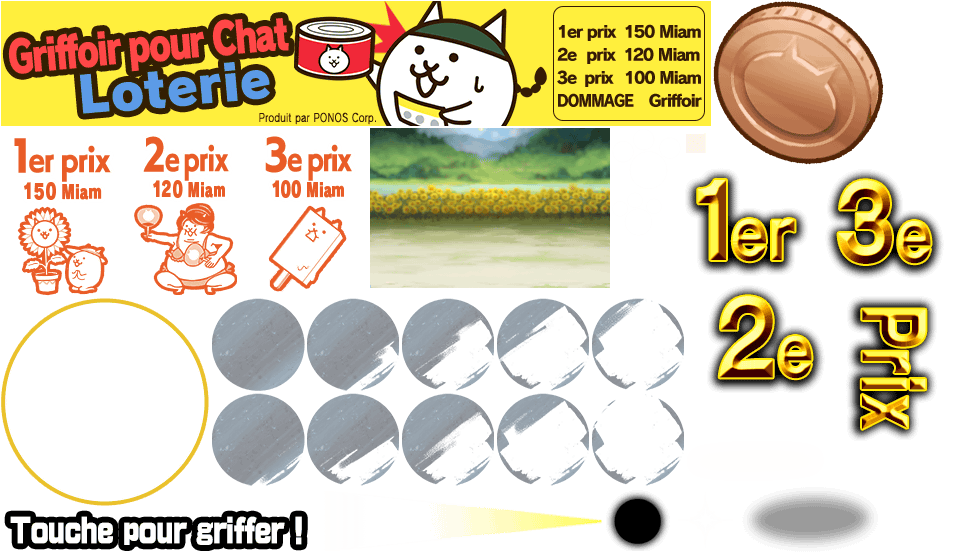 Griffoir pour Chat
Loterie
Produit par PONOS Corp.
1er prix 150 Miam
2e prix 120 Miam
3e prix 100 Miam
DOMMAGE Griffoir
1er prix
150 Miam
2e prix
120 Miam
3e prix
100 Miam
1er
3e
2e
Prix
Touche pour griffer !